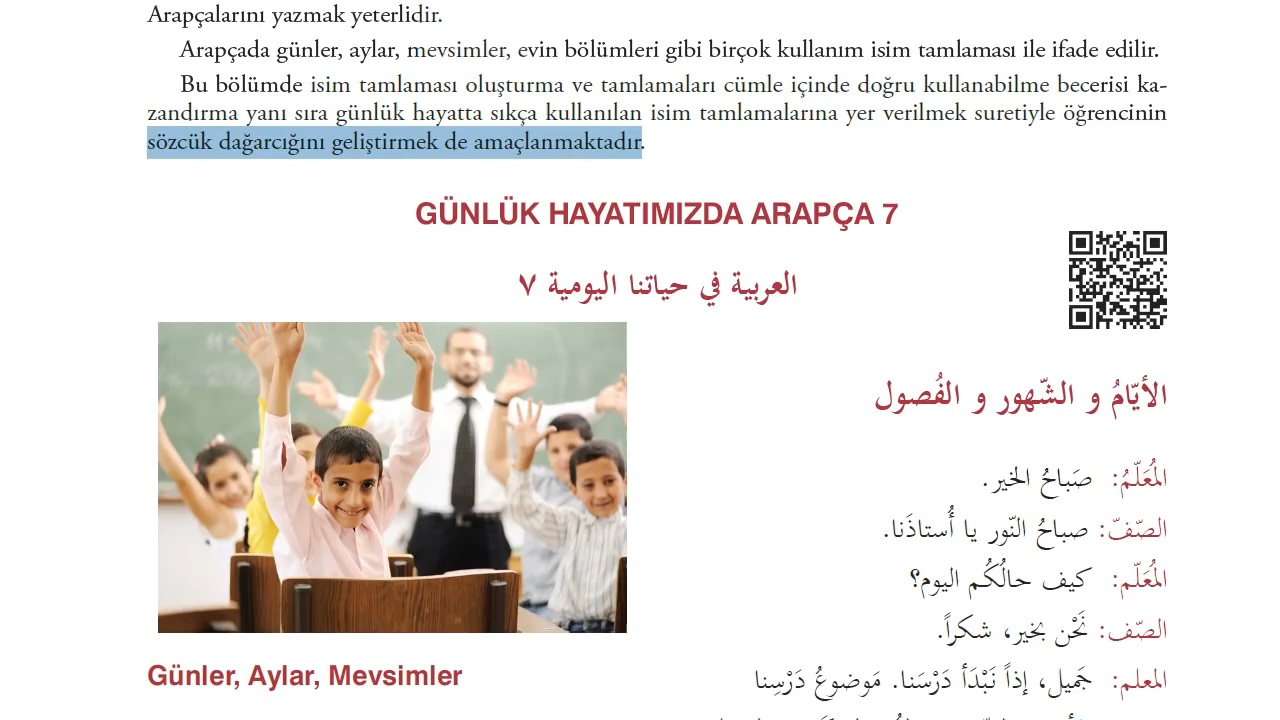 Arapçalarını yazmak yeterlidir.
Arapçada günler, aylar, mevsimler, evin bölümleri gibi birçok kullanım isim tamlaması ile ifade edilir.
Bu bölümde isim tamlaması oluşturma ve tamlamaları cümle içinde doğru kullanabilme becerisi ka-
zandırma yanı sıra günlük hayatta sıkça kullanılan isim tamlamalarına yer verilmek suretiyle öğrencinin
sözcük dağarcığını geliştirmek de amaçlanmaktadır.
GÜNLÜK HAYATIMIZDA ARAPÇA 7
العربية في حياتنا اليومية ٧
الأيّامُ و الشّهور و الفُصول
المُعَلّمُ: صَباحُ الخير.
الصّفّ: صباحُ النّور يا أُستاذَنا.
المُعَلّم: كيف حالُكُم اليوم؟
الصّف: نَحْن بخير، شكراً.
المعلم: جَميل، إذاً نَبْدَأ دَرْسَنا. مَوضوعُ دَرْسِنا
Günler, Aylar, Mevsimler